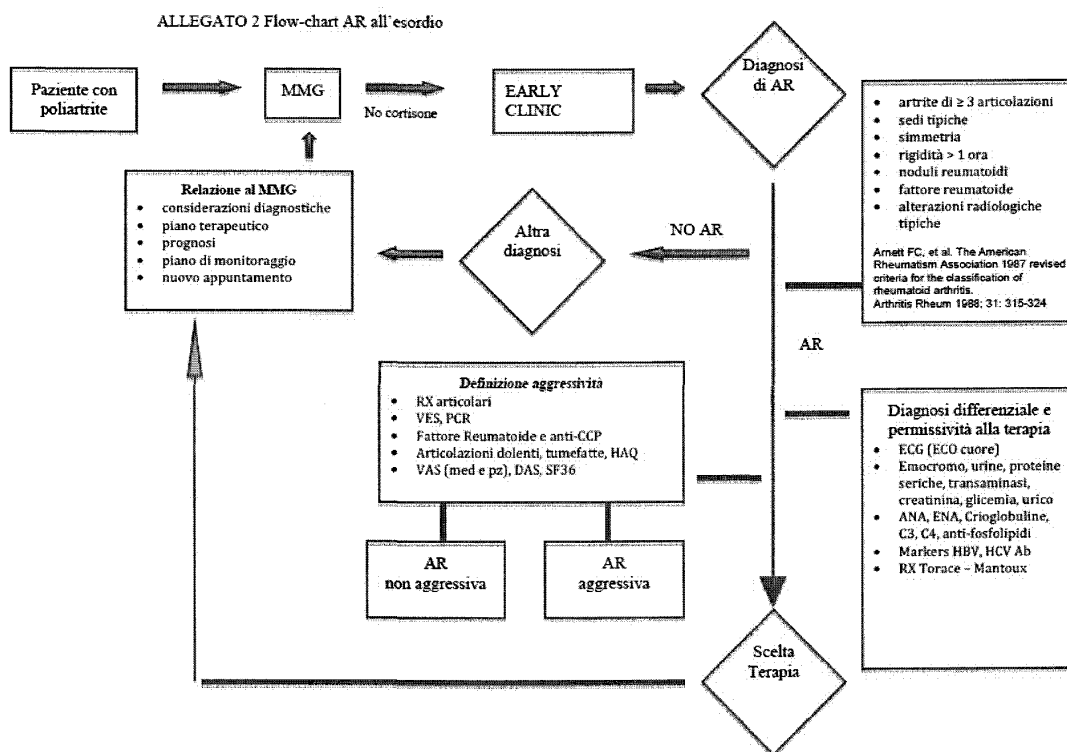 ALLEGATO 2 Flow-chart AR all'esordio
Paziente con
poliartrite
MMG
No cortisone
EARLY
CLINIC
Diagnosi
di AR
• artrite di ≥ 3 articolazioni
• sedi tipiche
• simmetria
• rigidità > 1 ora
• noduli reumatoidi
• fattore reumatoide
• alterazioni radiologiche
tipiche
Arnett FC, et al. The American
Rheumatism Association 1987 revised
criteria for the classification of
rheumatoid arthritis.
Arthritis Rheum 1988; 31: 315-324
Relazione al MMG
• considerazioni diagnostiche
• piano terapeutico
• prognosi
• piano di monitoraggio
• nuovo appuntamento
Altra
diagnosi
NO AR
AR
Definizione aggressività
• RX articolari
• VES, PCR
• Fattore Reumatoide e anti-CCP
• Articolazioni dolenti, tumefatte, HAQ
• VAS (med e pz), DAS, SF36
AR
non aggressiva
AR
aggressiva
Diagnosi differenziale e
permissività alla terapia
• ECG (ECO cuore)
• Emocromo, urine, proteine
seriche, transaminasi,
creatinina, glicemia, urico
• ANA, ENA, Crioglobuline,
C3, C4, anti-fosfolipidi
• Markers HBV, HCV Ab
• RX Torace – Mantoux
Scelta
Terapia